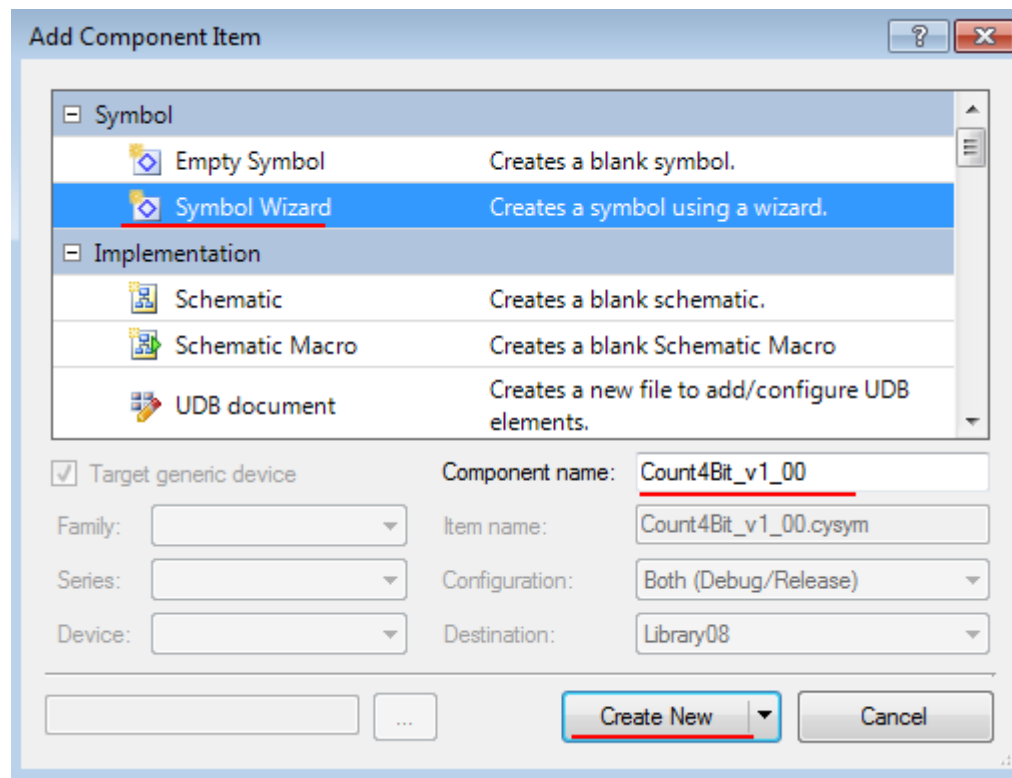 Add Component Item
Symbol
Empty Symbol Creates a blank symbol.
Symbol Wizard Creates a symbol using a wizard.
Implementation
Schematic Creates a blank schematic.
Schematic Macro Creates a blank Schematic Macro
UDB document Creates a new file to add/configure UDB
elements.
Target generic device Component name: Count4Bit_v1_00
Family: Item name: Count4Bit_v1_00.cysym
Series: Configuration: Both (Debug/Release)
Device: Destination: Library08
... Create New Cancel